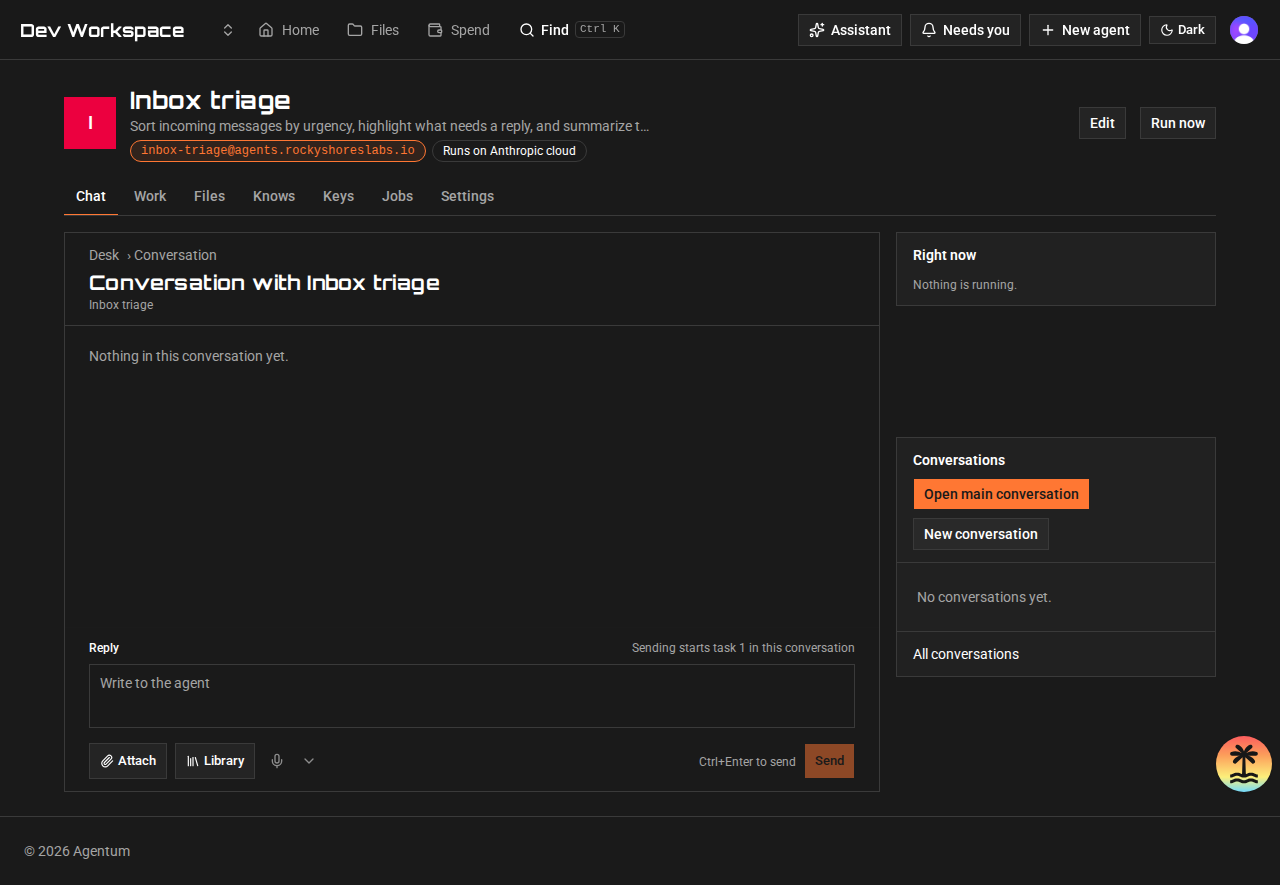 Dev Workspace
Home
Files
Spend
Find Ctrl K
Assistant
Needs you
New agent
Dark
I
Inbox triage
Sort incoming messages by urgency, highlight what needs a reply, and summarize t…
inbox-triage@agents.rockyshoreslabs.io
Runs on Anthropic cloud
Edit
Run now
Chat
Work
Files
Knows
Keys
Jobs
Settings
Desk › Conversation
Conversation with Inbox triage
Inbox triage
Nothing in this conversation yet.
Reply
Sending starts task 1 in this conversation
Write to the agent
Attach
Library
Ctrl+Enter to send
Send
Right now
Nothing is running.
Conversations
Open main conversation
New conversation
No conversations yet.
All conversations
© 2026 Agentum